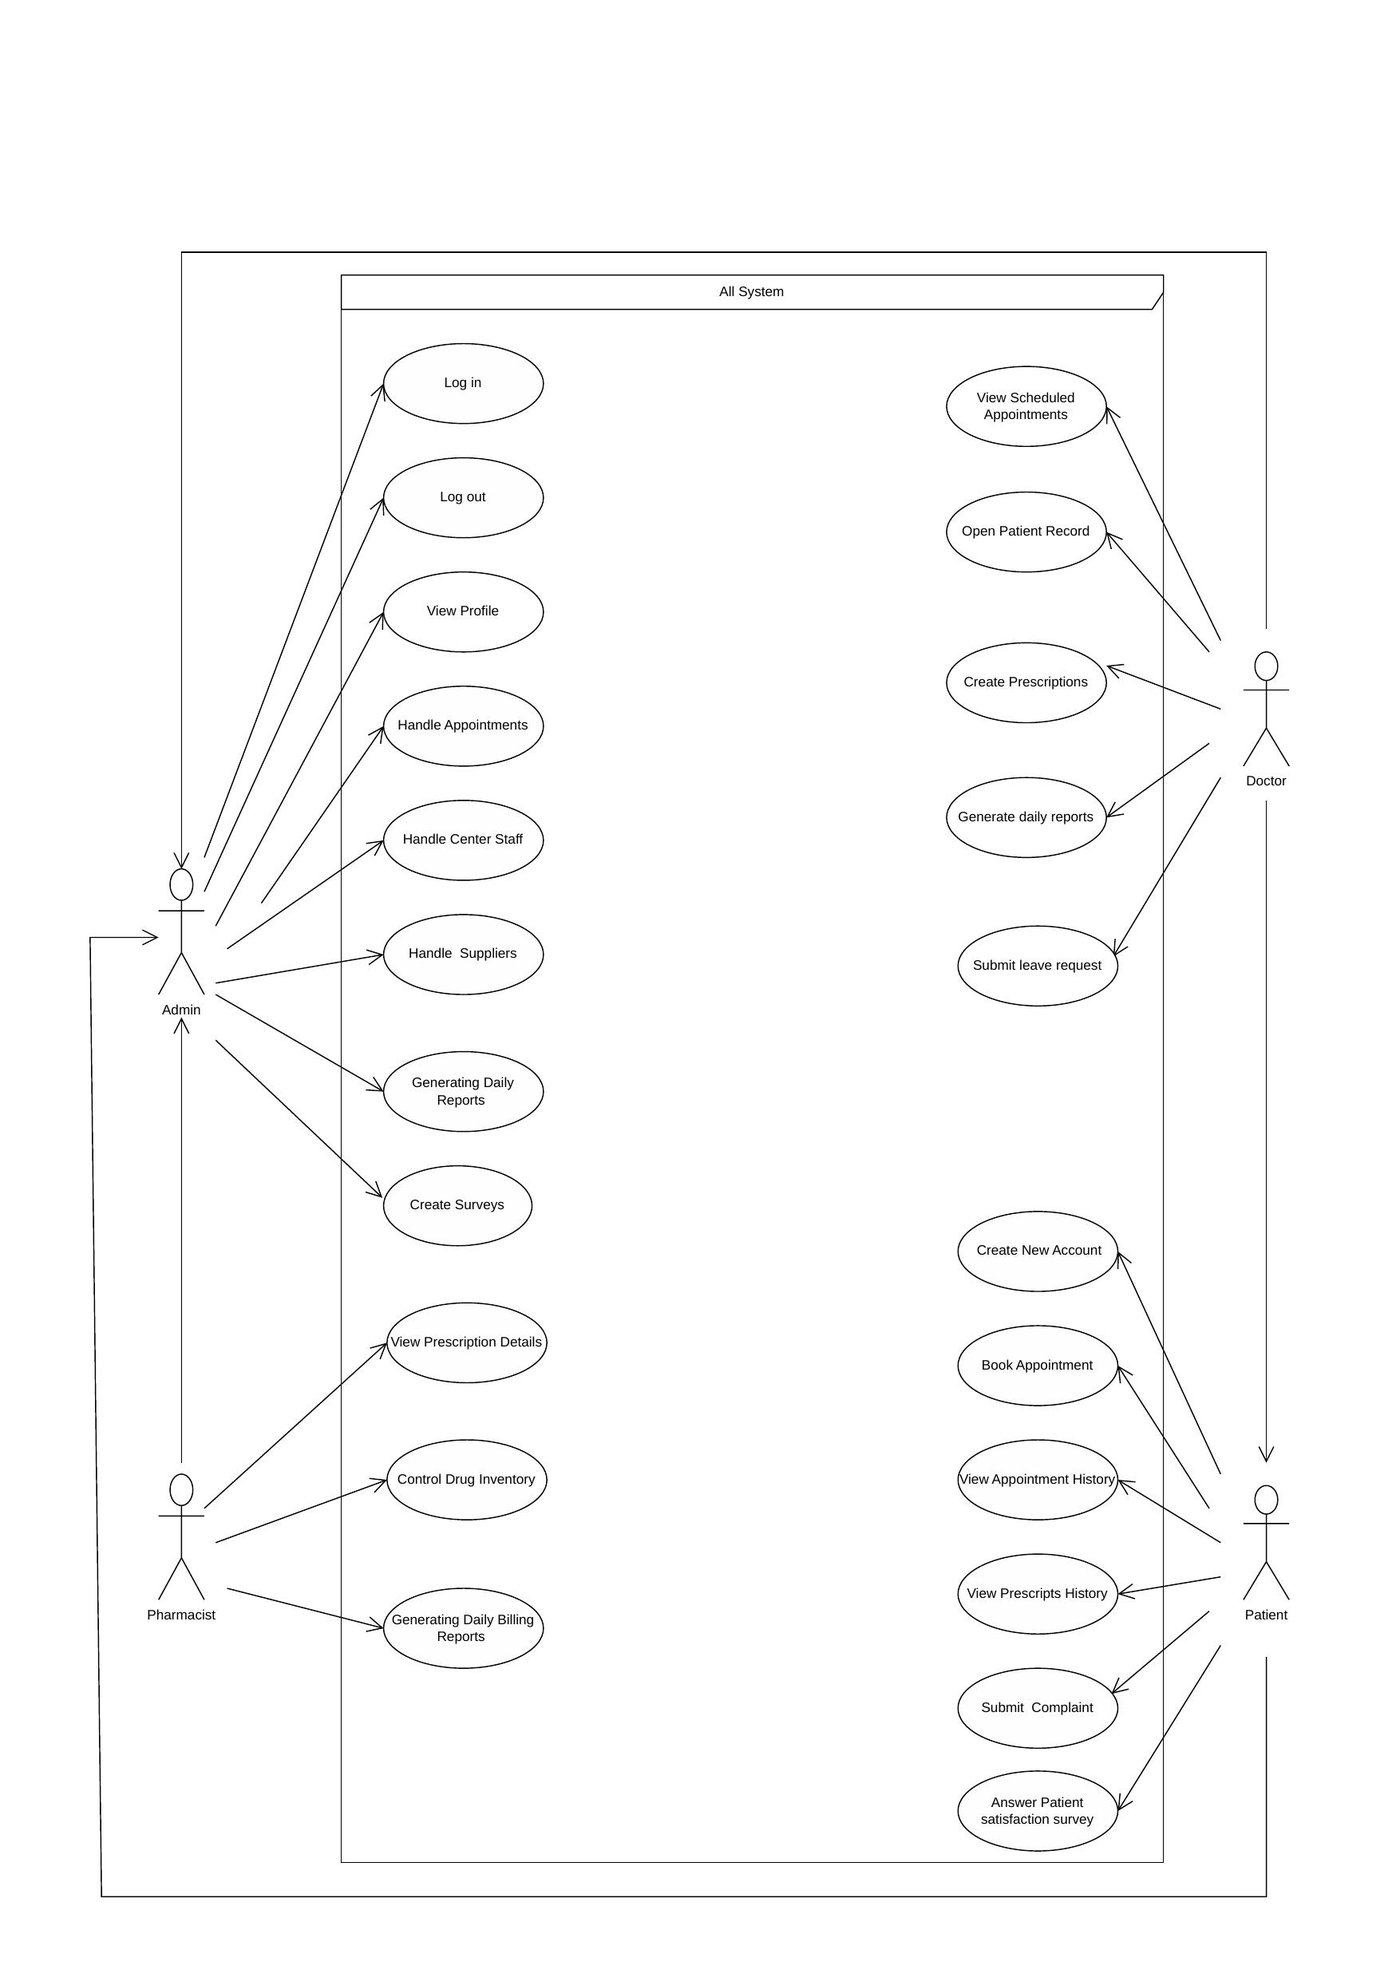 All System
Log in
Log out
View Profile
Handle Appointments
Handle Center Staff
Handle  Suppliers
Generating Daily
Reports
Create Surveys
View Prescription Details
Control Drug Inventory
Generating Daily Billing
Reports
Admin
Pharmacist
View Scheduled
Appointments
Open Patient Record
Create Prescriptions
Generate daily reports
Submit leave request
Create New Account
Book Appointment
View Appointment History
View Prescripts History
Submit  Complaint
Answer Patient
satisfaction survey
Doctor
Patient